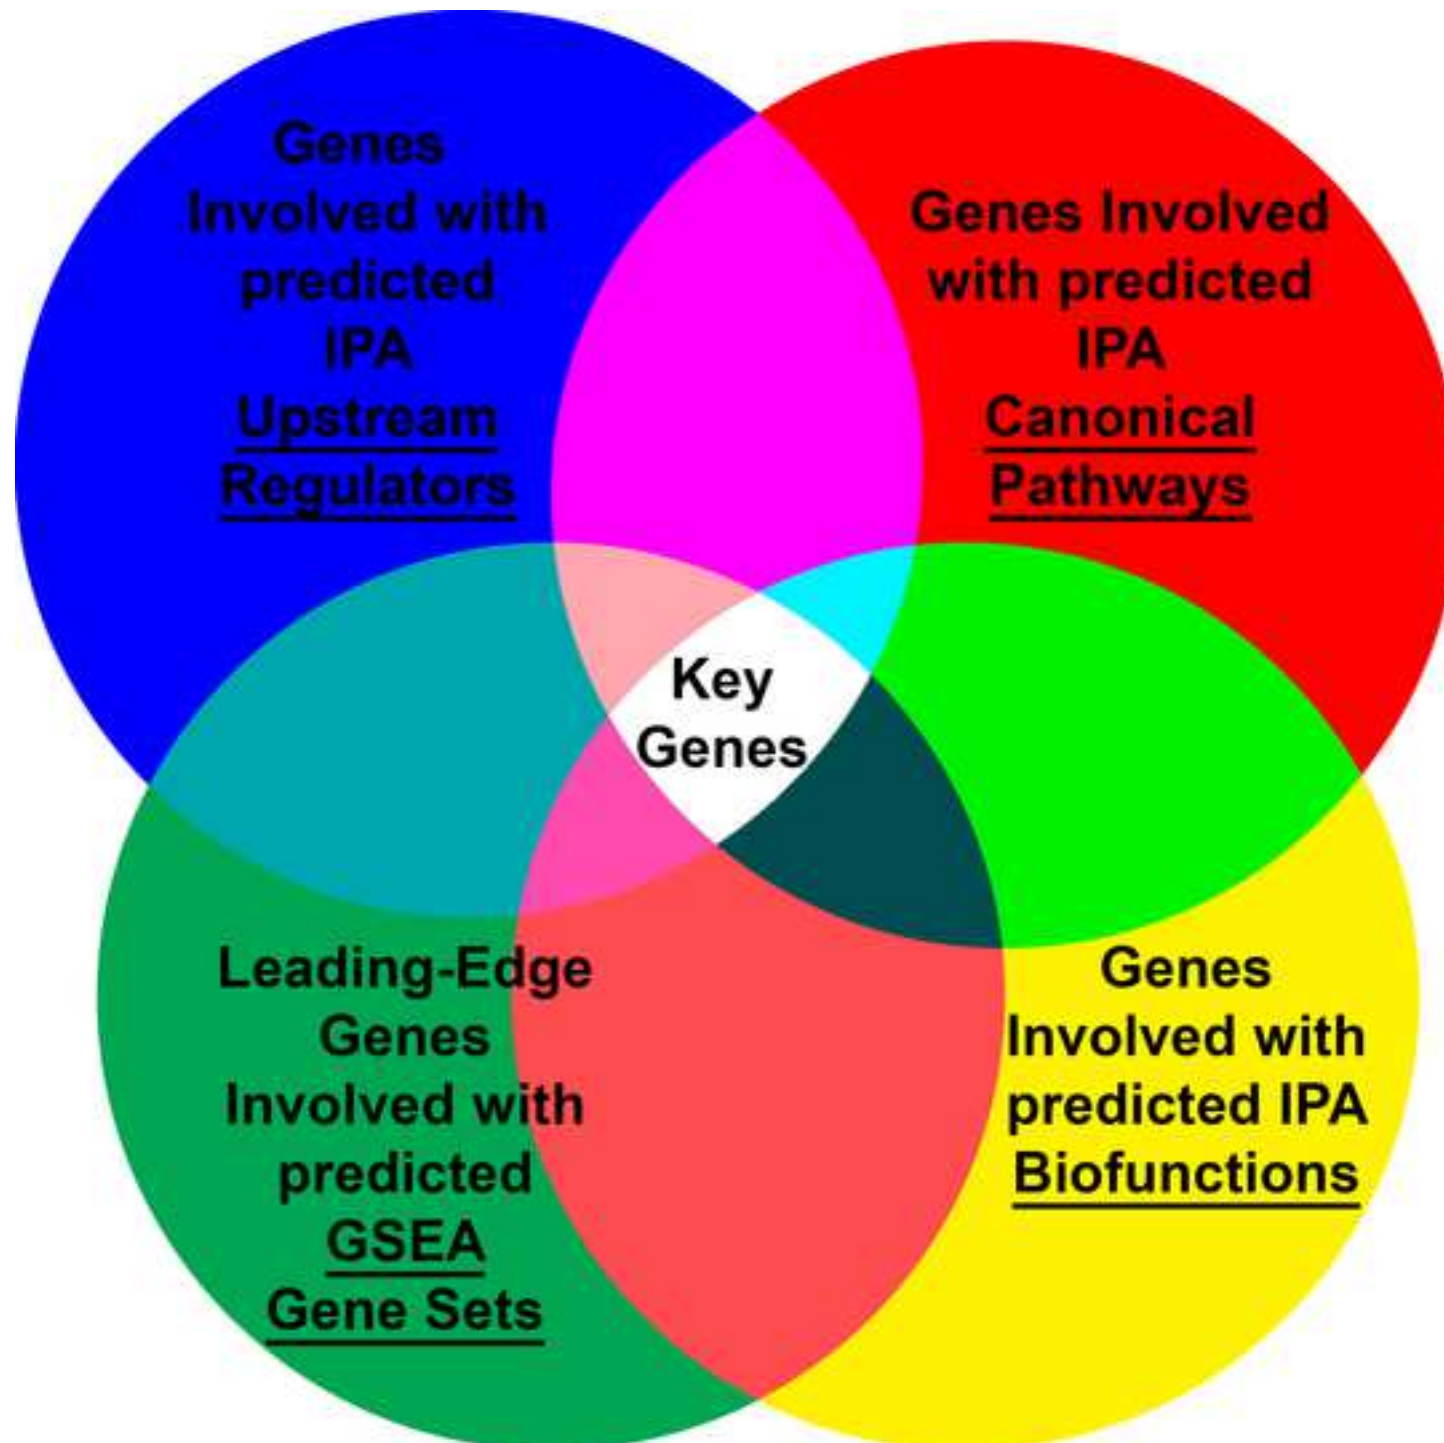 Genes
Involved with
predicted
IPA
Upstream
Regulators
Genes Involved
with predicted
IPA
Canonical
Pathways
Key
Genes
Leading-Edge
Genes
Involved with
predicted
GSEA
Gene Sets
Genes
Involved with
predicted IPA
Biofunctions